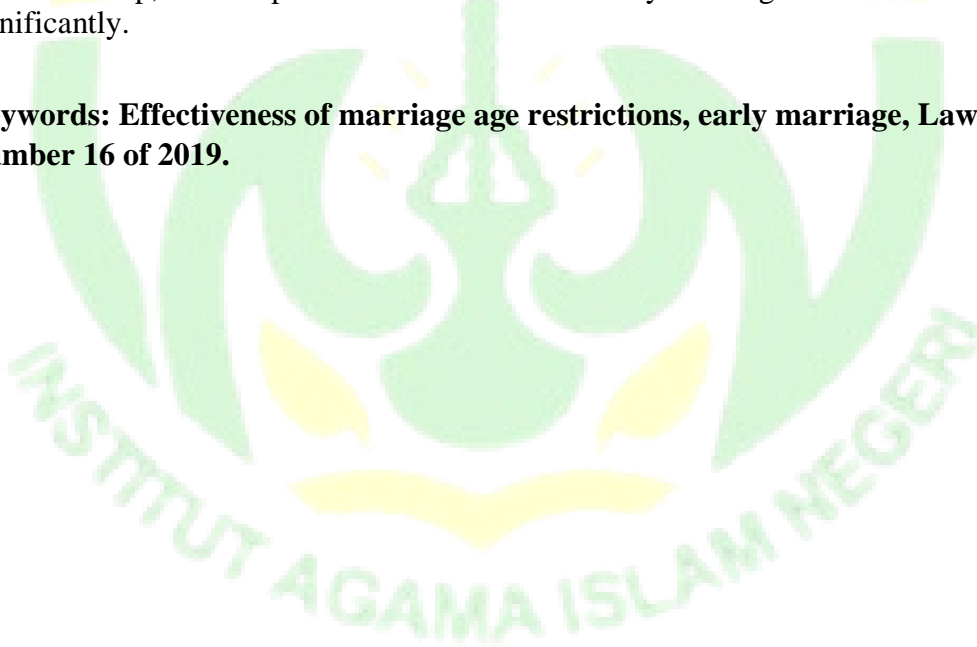 nificantly.
ywords: Effectiveness of marriage age restrictions, early marriage, Law
mber 16 of 2019.
INSTITUT AGAMA ISLAM NEGERI